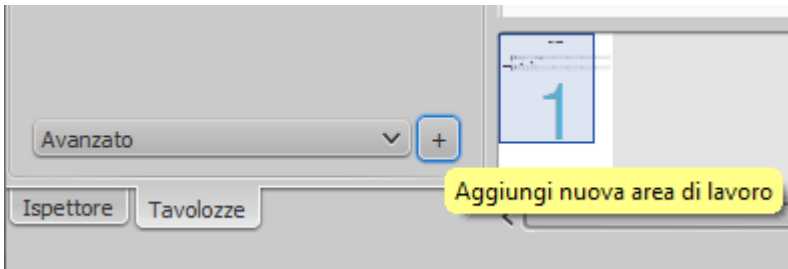 1
Avanzato
+
Aggiungi nuova area di lavoro
Ispettore
Tavolozze